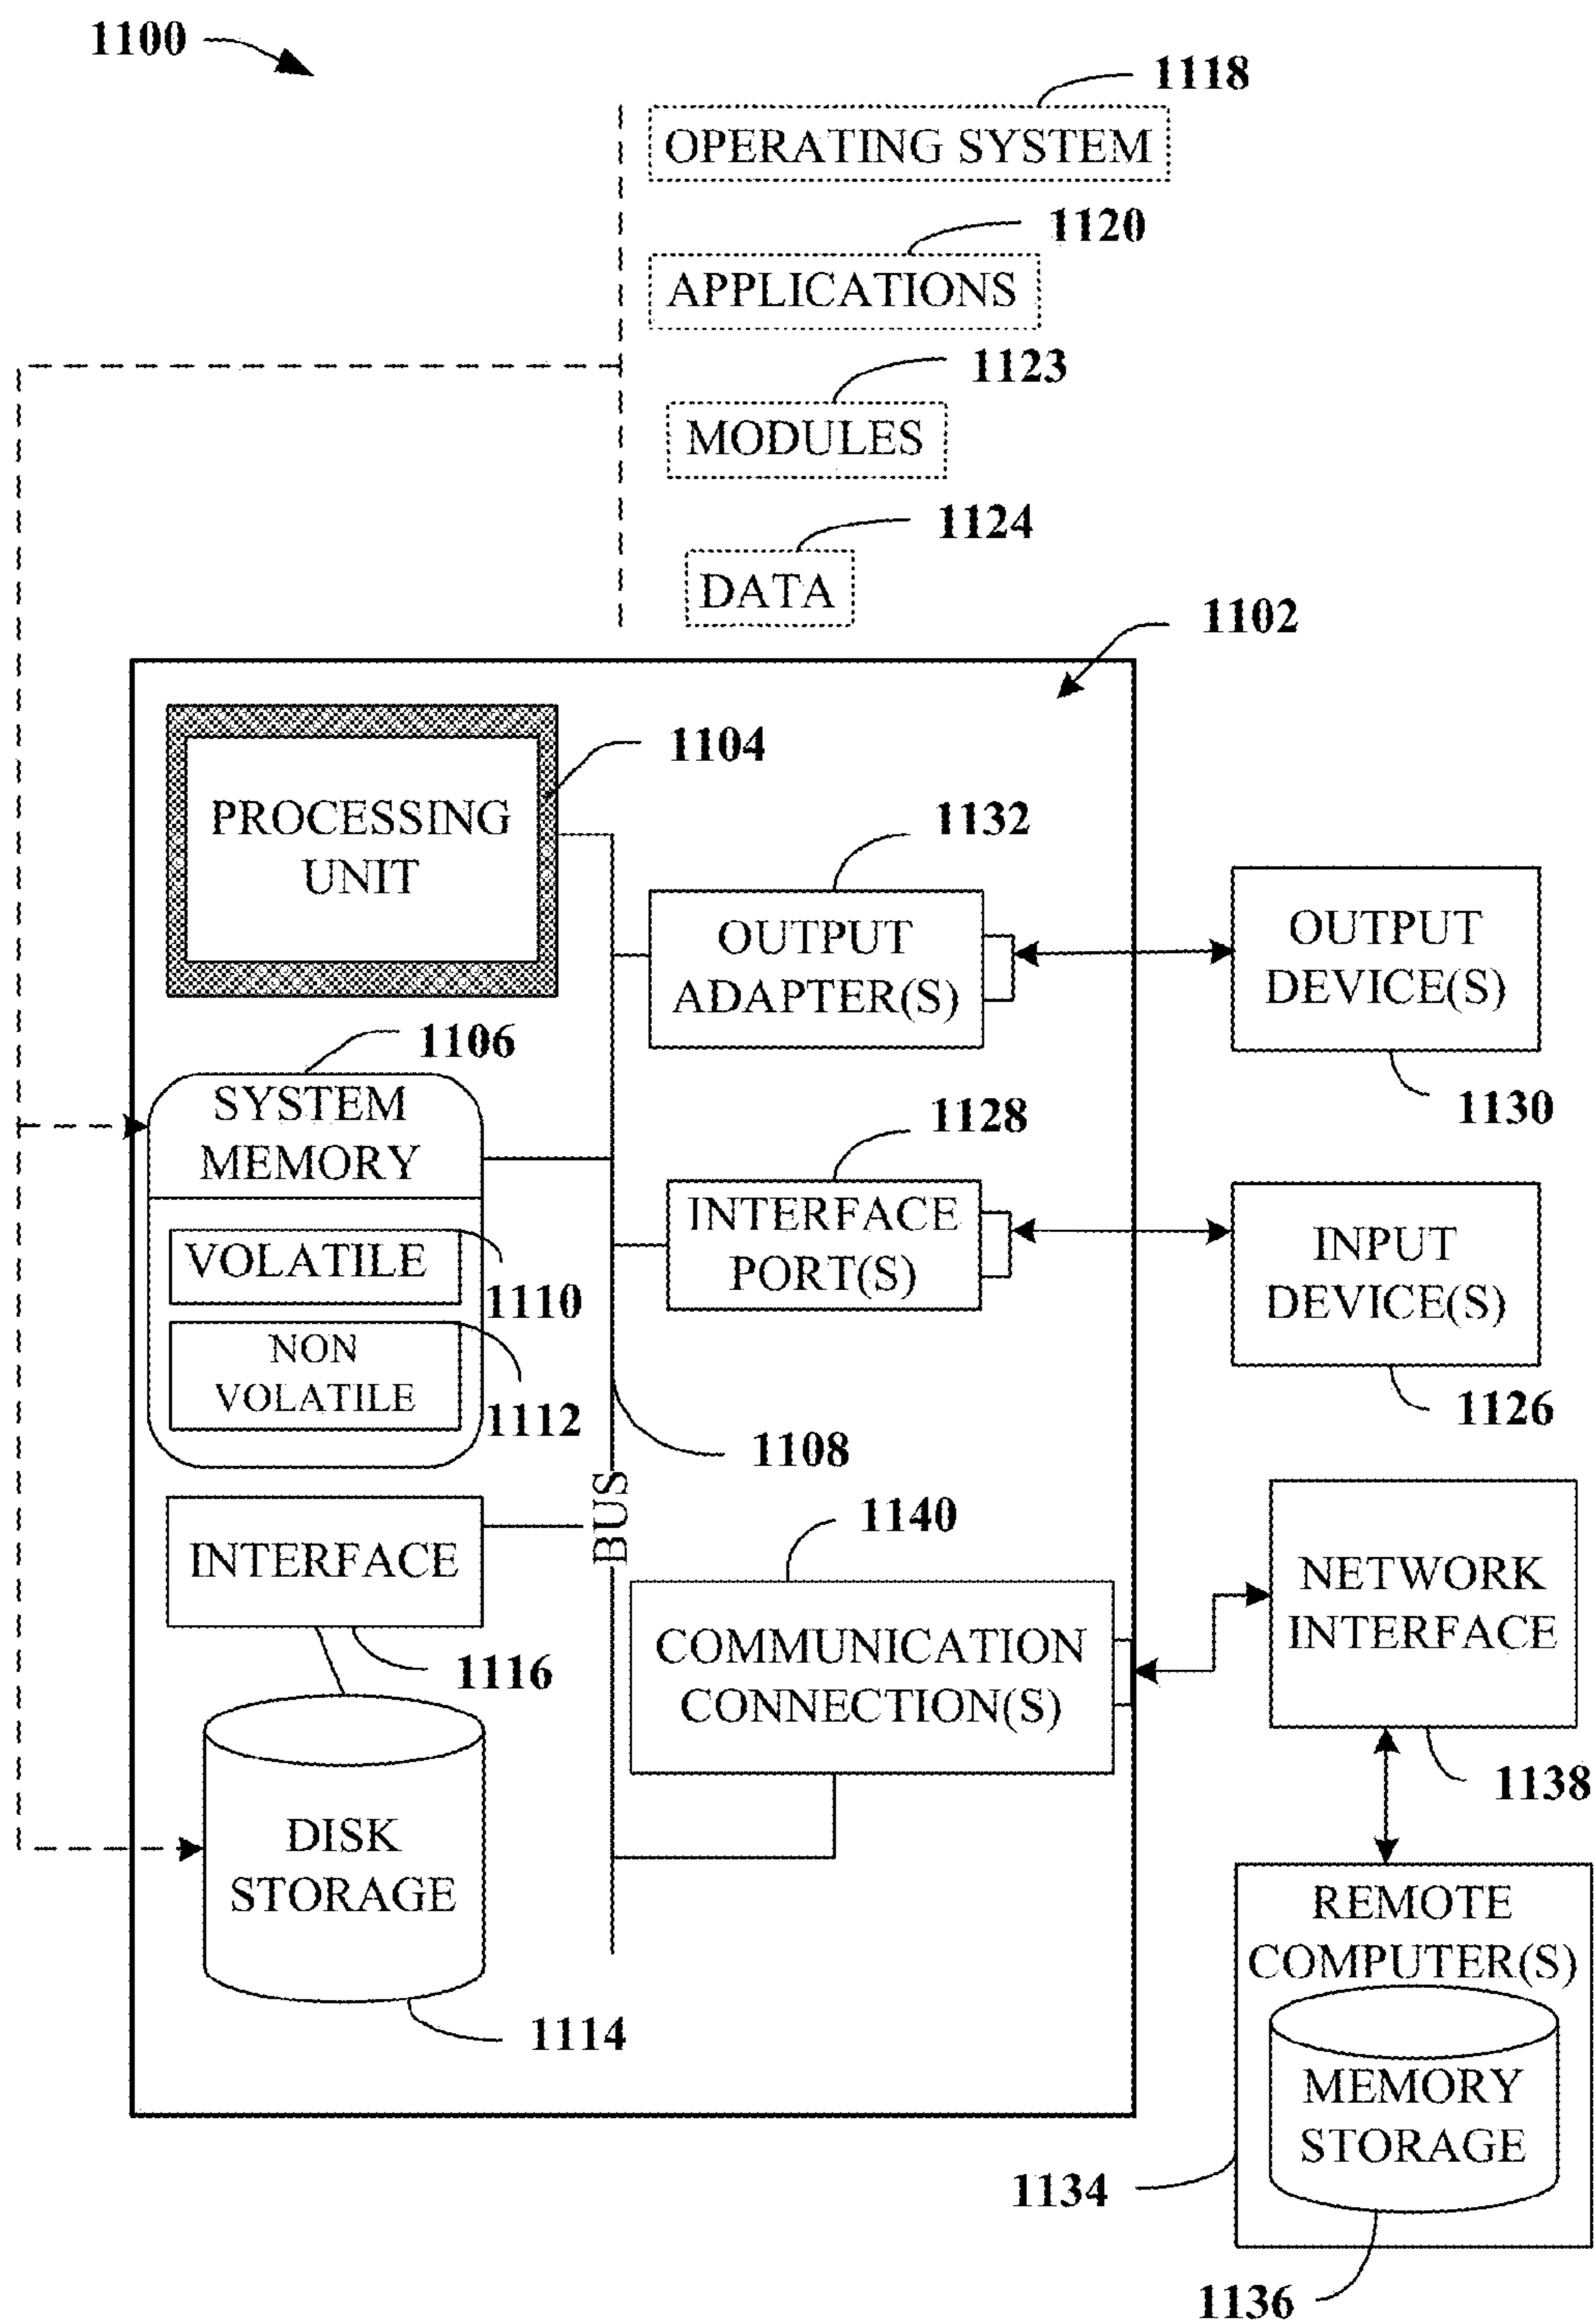 1100
1118
OPERATING SYSTEM
1120
APPLICATIONS
1123
MODULES
1124
DATA
1102
PROCESSING
UNIT
1104
1132
OUTPUT
ADAPTER(S)
OUTPUT
DEVICE(S)
1130
1106
SYSTEM
MEMORY
VOLATILE
1110
NON
VOLATILE
1112
1128
INTERFACE
PORT(S)
INPUT
DEVICE(S)
1126
1108
BUS
INTERFACE
1116
1140
COMMUNICATION
CONNECTION(S)
NETWORK
INTERFACE
1138
DISK
STORAGE
1114
REMOTE
COMPUTER(S)
MEMORY
STORAGE
1134
1136